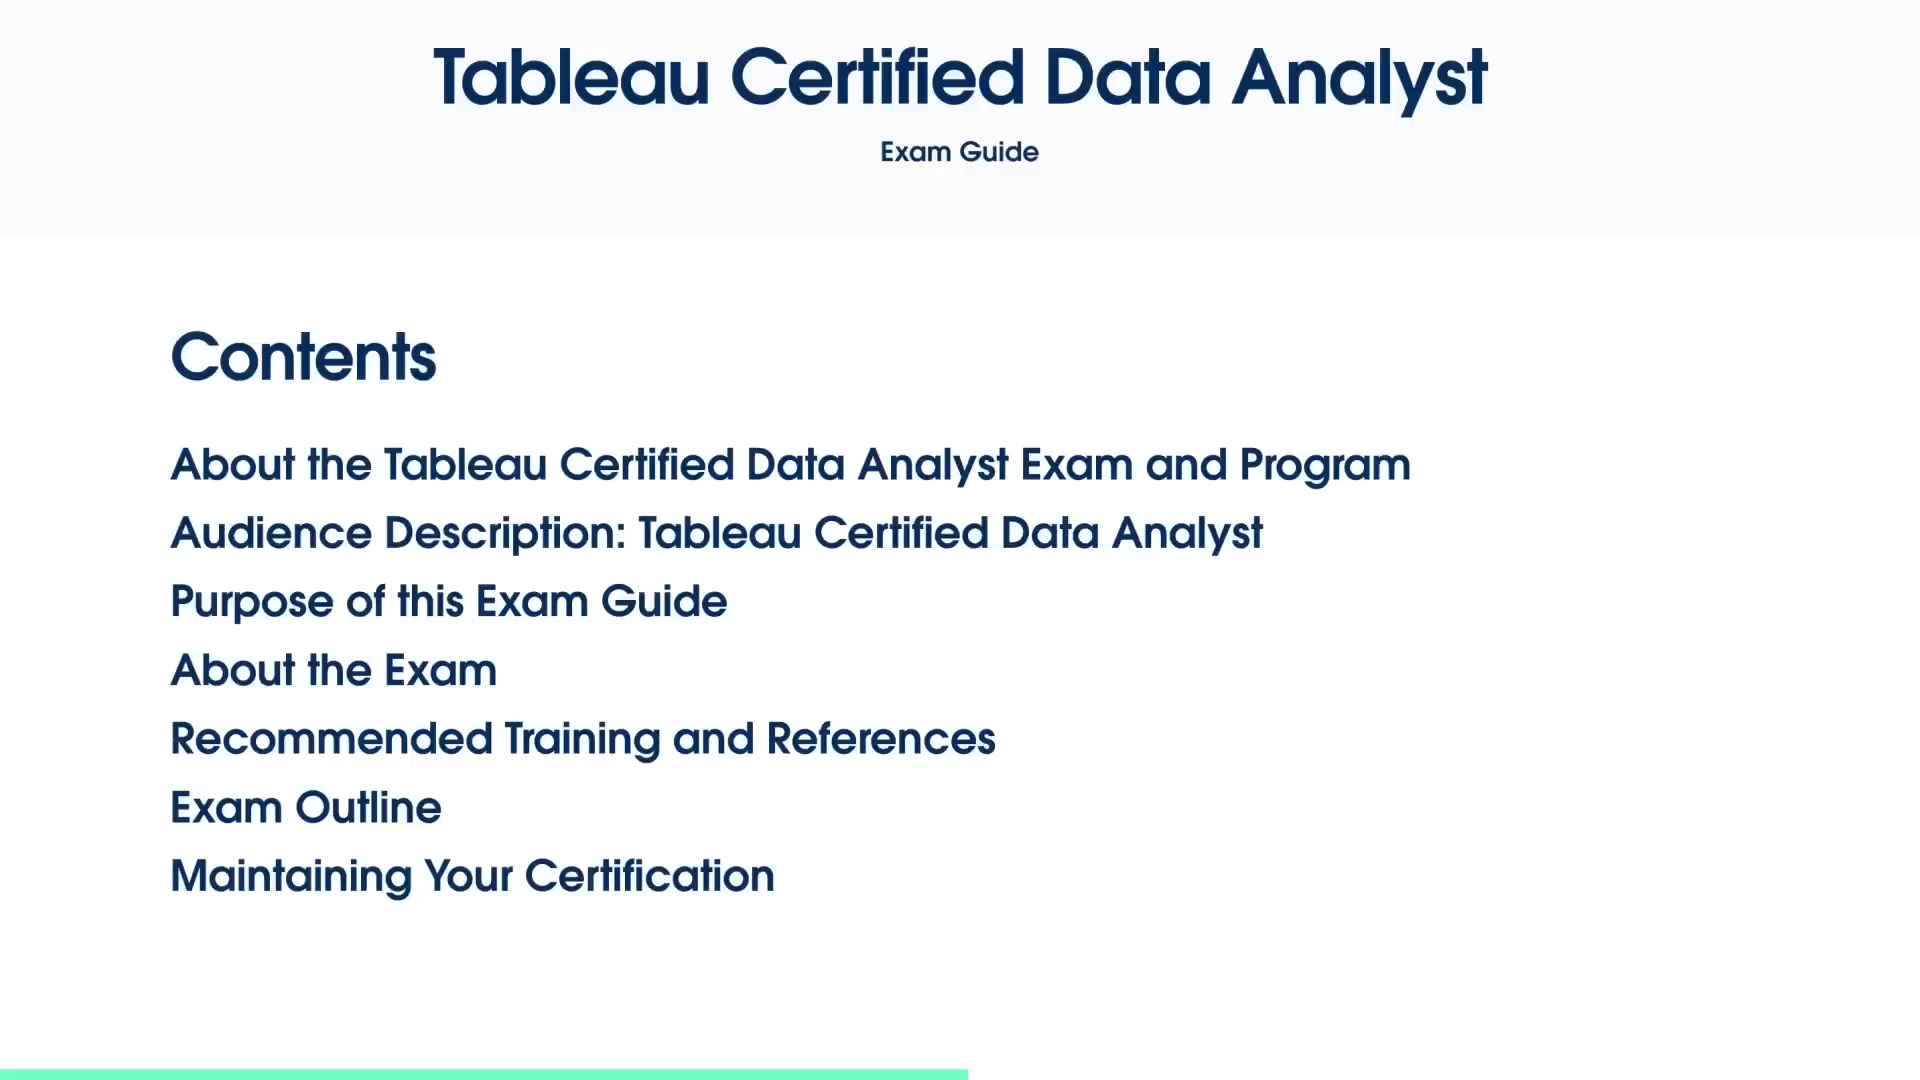 Tableau Certified Data Analyst
Exam Guide
Contents
About the Tableau Certified Data Analyst Exam and Program
Audience Description: Tableau Certified Data Analyst
Purpose of this Exam Guide
About the Exam
Recommended Training and References
Exam Outline
Maintaining Your Certification